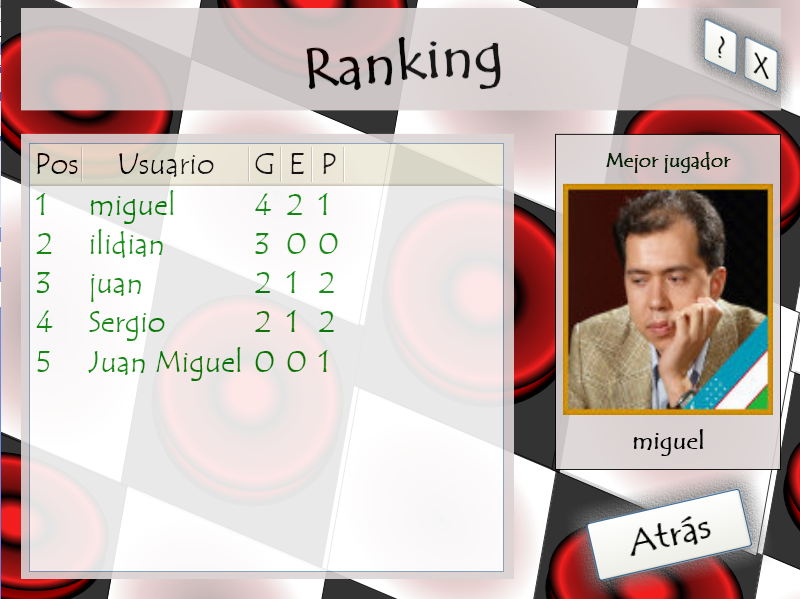 Ranking
? X
Pos Usuario G E P
1 miguel 4 2 1
2 ilidian 3 0 0
3 juan 2 1 2
4 Sergio 2 1 2
5 Juan Miguel 0 0 1
Mejor jugador
miguel
Atrás